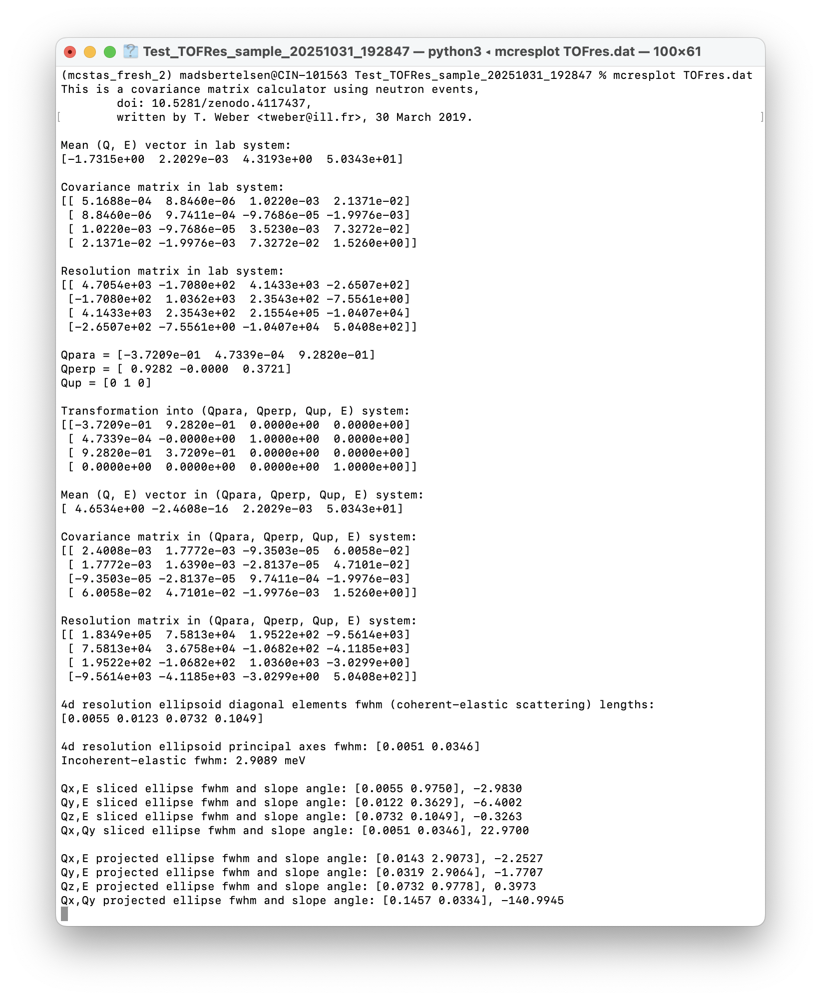 Test_TOFRes_sample_20251031_192847 — python3 ◂ mcresplot TOFres.dat — 100×61
(mcstas_fresh_2) madsbertelsen@CIN-101563 Test_TOFRes_sample_20251031_192847 % mcresplot TOFres.dat
This is a covariance matrix calculator using neutron events,
        doi: 10.5281/zenodo.4117437,
[        written by T. Weber <tweber@ill.fr>, 30 March 2019. ]
Mean (Q, E) vector in lab system:
[-1.7315e+00  2.2029e-03  4.3193e+00  5.0343e+01]
Covariance matrix in lab system:
[[ 5.1688e-04  8.8460e-06  1.0220e-03  2.1371e-02]
 [ 8.8460e-06  9.7411e-04 -9.7686e-05 -1.9976e-03]
 [ 1.0220e-03 -9.7686e-05  3.5230e-03  7.3272e-02]
 [ 2.1371e-02 -1.9976e-03  7.3272e-02  1.5260e+00]]
Resolution matrix in lab system:
[[ 4.7054e+03 -1.7080e+02  4.1433e+03 -2.6507e+02]
 [-1.7080e+02  1.0362e+03  2.3543e+02 -7.5561e+00]
 [ 4.1433e+03  2.3543e+02  2.1554e+05 -1.0407e+04]
 [-2.6507e+02 -7.5561e+00 -1.0407e+04  5.0408e+02]]
Qpara = [-3.7209e-01  4.7339e-04  9.2820e-01]
Qperp = [ 0.9282 -0.0000  0.3721]
Qup = [0 1 0]
Transformation into (Qpara, Qperp, Qup, E) system:
[[-3.7209e-01  9.2820e-01  0.0000e+00  0.0000e+00]
 [ 4.7339e-04 -0.0000e+00  1.0000e+00  0.0000e+00]
 [ 9.2820e-01  3.7209e-01  0.0000e+00  0.0000e+00]
 [ 0.0000e+00  0.0000e+00  0.0000e+00  1.0000e+00]]
Mean (Q, E) vector in (Qpara, Qperp, Qup, E) system:
[ 4.6534e+00 -2.4608e-16  2.2029e-03  5.0343e+01]
Covariance matrix in (Qpara, Qperp, Qup, E) system:
[[ 2.4008e-03  1.7772e-03 -9.3503e-05  6.0058e-02]
 [ 1.7772e-03  1.6390e-03 -2.8137e-05  4.7101e-02]
 [-9.3503e-05 -2.8137e-05  9.7411e-04 -1.9976e-03]
 [ 6.0058e-02  4.7101e-02 -1.9976e-03  1.5260e+00]]
Resolution matrix in (Qpara, Qperp, Qup, E) system:
[[ 1.8349e+05  7.5813e+04  1.9522e+02 -9.5614e+03]
 [ 7.5813e+04  3.6758e+04 -1.0682e+02 -4.1185e+03]
 [ 1.9522e+02 -1.0682e+02  1.0360e+03 -3.0299e+00]
 [-9.5614e+03 -4.1185e+03 -3.0299e+00  5.0408e+02]]
4d resolution ellipsoid diagonal elements fwhm (coherent-elastic scattering) lengths:
[0.0055 0.0123 0.0732 0.1049]
4d resolution ellipsoid principal axes fwhm: [0.0051 0.0346]
Incoherent-elastic fwhm: 2.9089 meV
Qx,E sliced ellipse fwhm and slope angle: [0.0055 0.9750], -2.9830
Qy,E sliced ellipse fwhm and slope angle: [0.0122 0.3629], -6.4002
Qz,E sliced ellipse fwhm and slope angle: [0.0732 0.1049], -0.3263
Qx,Qy sliced ellipse fwhm and slope angle: [0.0051 0.0346], 22.9700
Qx,E projected ellipse fwhm and slope angle: [0.0143 2.9073], -2.2527
Qy,E projected ellipse fwhm and slope angle: [0.0319 2.9064], -1.7707
Qz,E projected ellipse fwhm and slope angle: [0.0732 0.9778], 0.3973
Qx,Qy projected ellipse fwhm and slope angle: [0.1457 0.0334], -140.9945